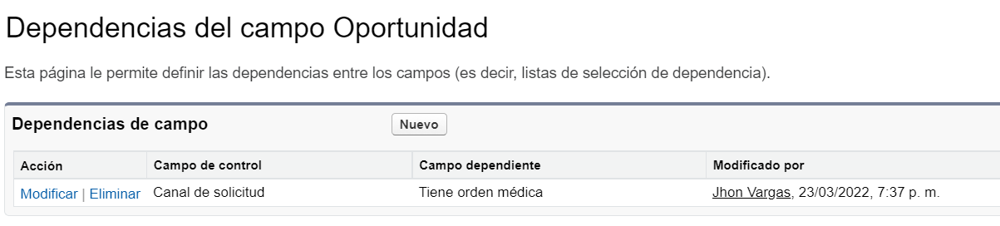 Dependencias del campo Oportunidad
Esta página le permite definir las dependencias entre los campos (es decir, listas de selección de dependencia).
Dependencias de campo Nuevo
Acción Campo de control Campo dependiente Modificado por
Modificar | Eliminar Canal de solicitud Tiene orden médica Jhon Vargas, 23/03/2022, 7:37 p. m.